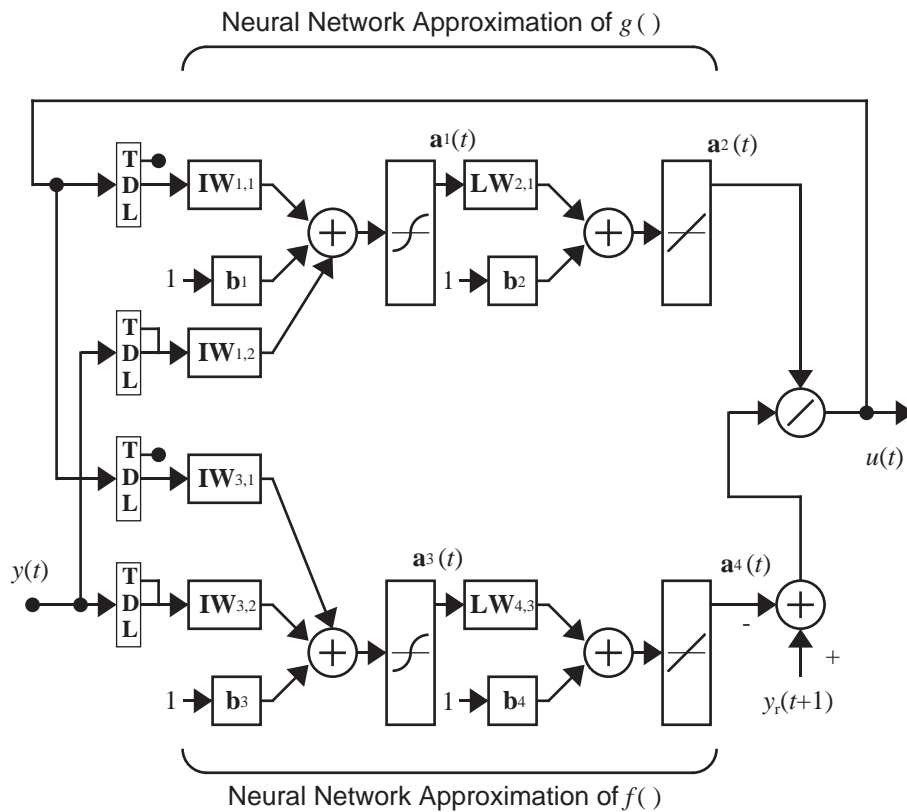 Neural Network Approximation of g ( )
a1(t)
a2 (t)
T
D
L
IW1,1
LW2,1
1
b1
1
b2
T
D
L
IW1,2
T
D
L
IW3,1
u(t)
y(t)
a3 (t)
a4 (t)
T
D
L
IW3,2
LW4,3
-
+
1
b3
1
b4
yr(t+1)
Neural Network Approximation of f ( )